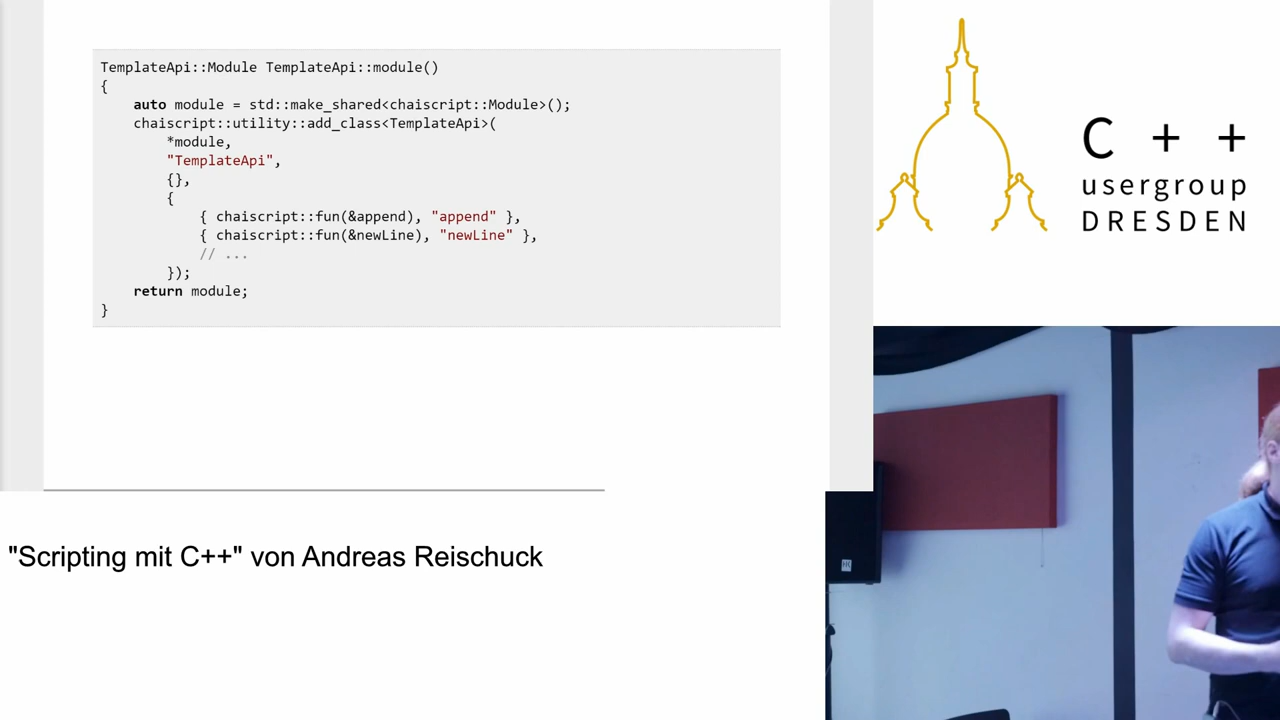 TemplateApi::Module TemplateApi::module()
{
    auto module = std::make_shared<chaiscript::Module>();
    chaiscript::utility::add_class<TemplateApi>(
        *module,
        "TemplateApi",
        {},
        {
            { chaiscript::fun(&append), "append" },
            { chaiscript::fun(&newLine), "newLine" },
            // ...
        });
    return module;
}
C + +
usergroup
DRESDEN
"Scripting mit C++" von Andreas Reischuck